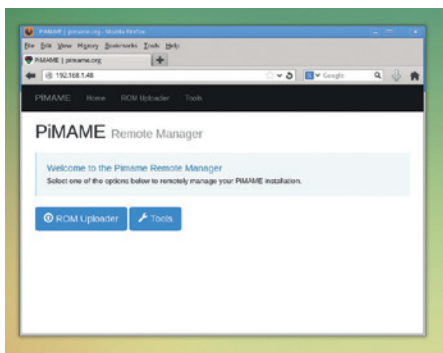 PiMAME | pimame.org - Mozilla Firefox
File Edit View History Bookmarks Tools Help
PiMAME | pimame.org
192.168.1.48
Google
PIMAME Home ROM Uploader Tools
PiMAME Remote Manager
Welcome to the Pimame Remote Manager
Select one of the options below to remotely manage your PiMAME installation.
ROM Uploader Tools